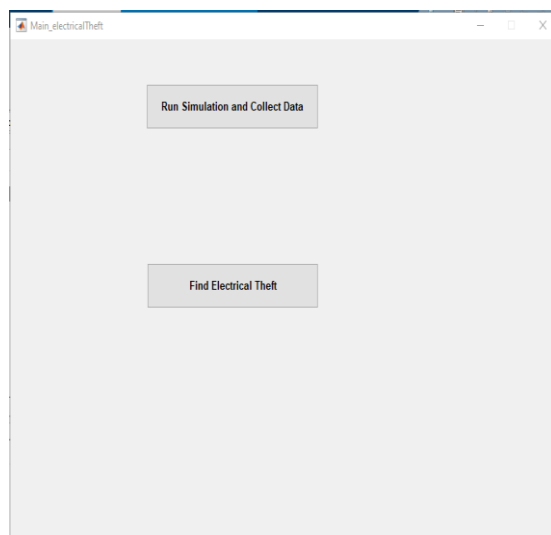 Main_electricalTheft
Run Simulation and Collect Data
Find Electrical Theft